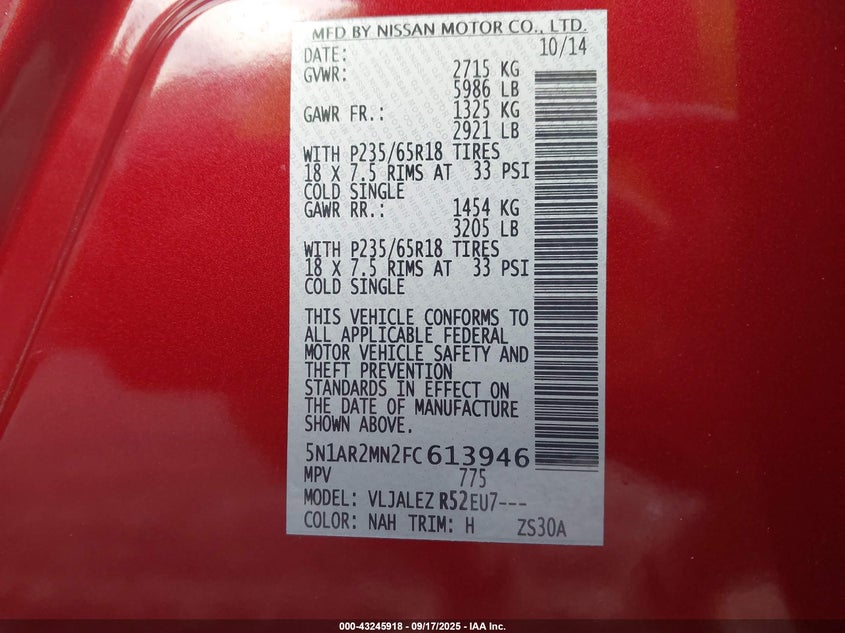 MFD BY NISSAN MOTOR CO., LTD.
DATE: 10/14
GVWR: 2715 KG
5986 LB
GAWR FR.: 1325 KG
2921 LB
WITH P235/65R18 TIRES
18 X 7.5 RIMS AT 33 PSI
COLD SINGLE
GAWR RR.: 1454 KG
3205 LB
WITH P235/65R18 TIRES
18 X 7.5 RIMS AT 33 PSI
COLD SINGLE
THIS VEHICLE CONFORMS TO
ALL APPLICABLE FEDERAL
MOTOR VEHICLE SAFETY AND
THEFT PREVENTION
STANDARDS IN EFFECT ON
THE DATE OF MANUFACTURE
SHOWN ABOVE.
5N1AR2MN2FC613946
MPV 775
MODEL: VLJALEZ R52EU7---
COLOR: NAH TRIM: H ZS30A
000-43245918 - 09/17/2025 - IAA Inc.